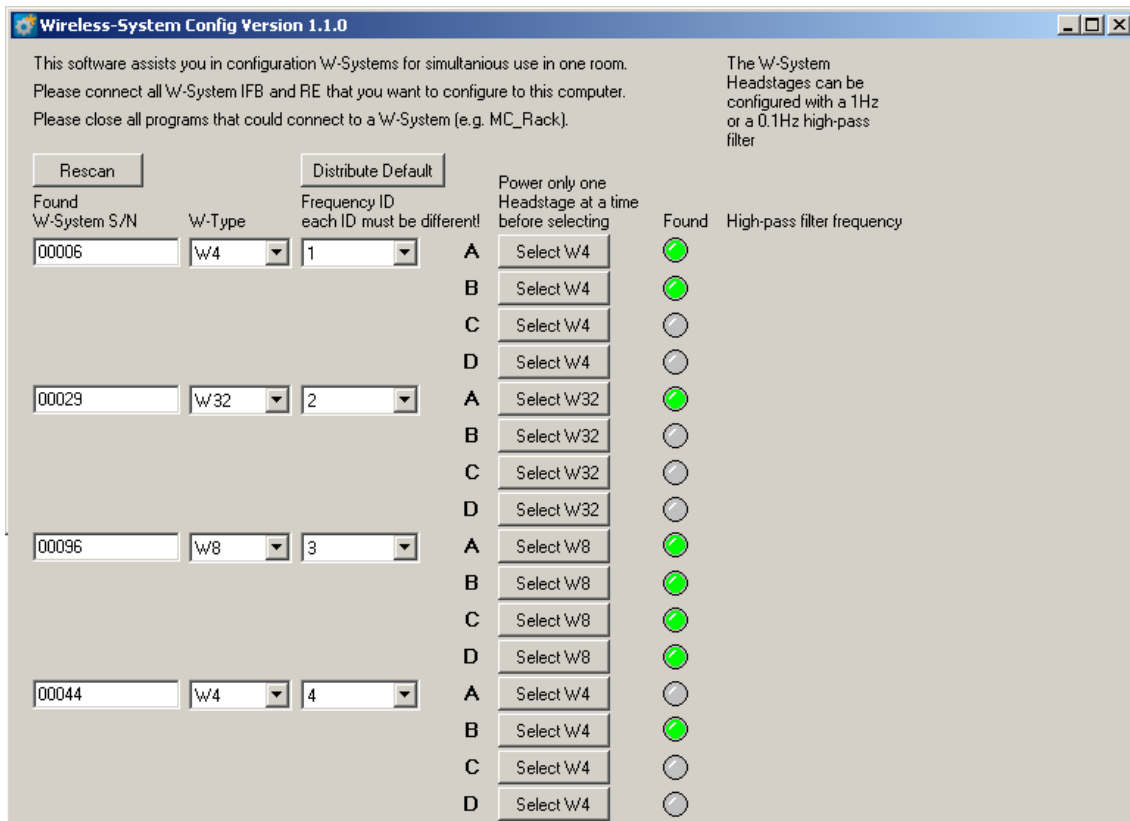 Wireless-System Config Version 1.1.0
This software assists you in configuration W-Systems for simultanious use in one room.
Please connect all W-System IFB and RE that you want to configure to this computer.
Please close all programs that could connect to a W-System (e.g. MC_Rack).
The W-System
Headstages can be
configured with a 1Hz
or a 0.1Hz high-pass
filter
Rescan
Distribute Default
Found
W-System S/N
W-Type
Frequency ID
each ID must be different!
Power only one
Headstage at a time
before selecting
Found
High-pass filter frequency
00006 W4 1 A Select W4
B Select W4
C Select W4
D Select W4
00029 W32 2 A Select W32
B Select W32
C Select W32
D Select W32
00096 W8 3 A Select W8
B Select W8
C Select W8
D Select W8
00044 W4 4 A Select W4
B Select W4
C Select W4
D Select W4